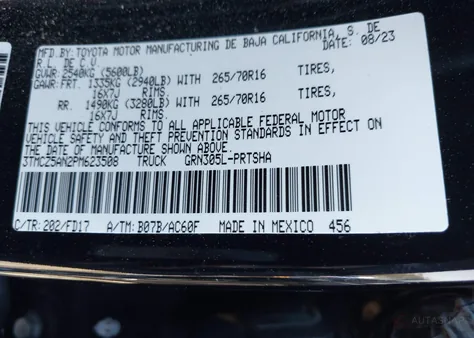 MFD.BY: TOYOTA MOTOR MANUFACTURING DE BAJA CALIFORNIA, S. DE
R.L. DE C.V. DATE: 08/23
GVWR: 2540KG (5600LB)
GAWR: FRT 1335KG (2940LB) WITH 265/70R16 TIRES,
16X7J RIMS.
RR. 1490KG (3280LB) WITH 265/70R16 TIRES,
16X7J RIMS.
THIS VEHICLE CONFORMS TO ALL APPLICABLE FEDERAL MOTOR
VEHICLE SAFETY AND THEFT PREVENTION STANDARDS IN EFFECT ON
THE DATE OF MANUFACTURE SHOWN ABOVE.
3TMCZ5AN2PM623508 TRUCK GRN305L-PRTSHA
C/TR: 202/FD17 A/TM: B07B/AC60F MADE IN MEXICO 456